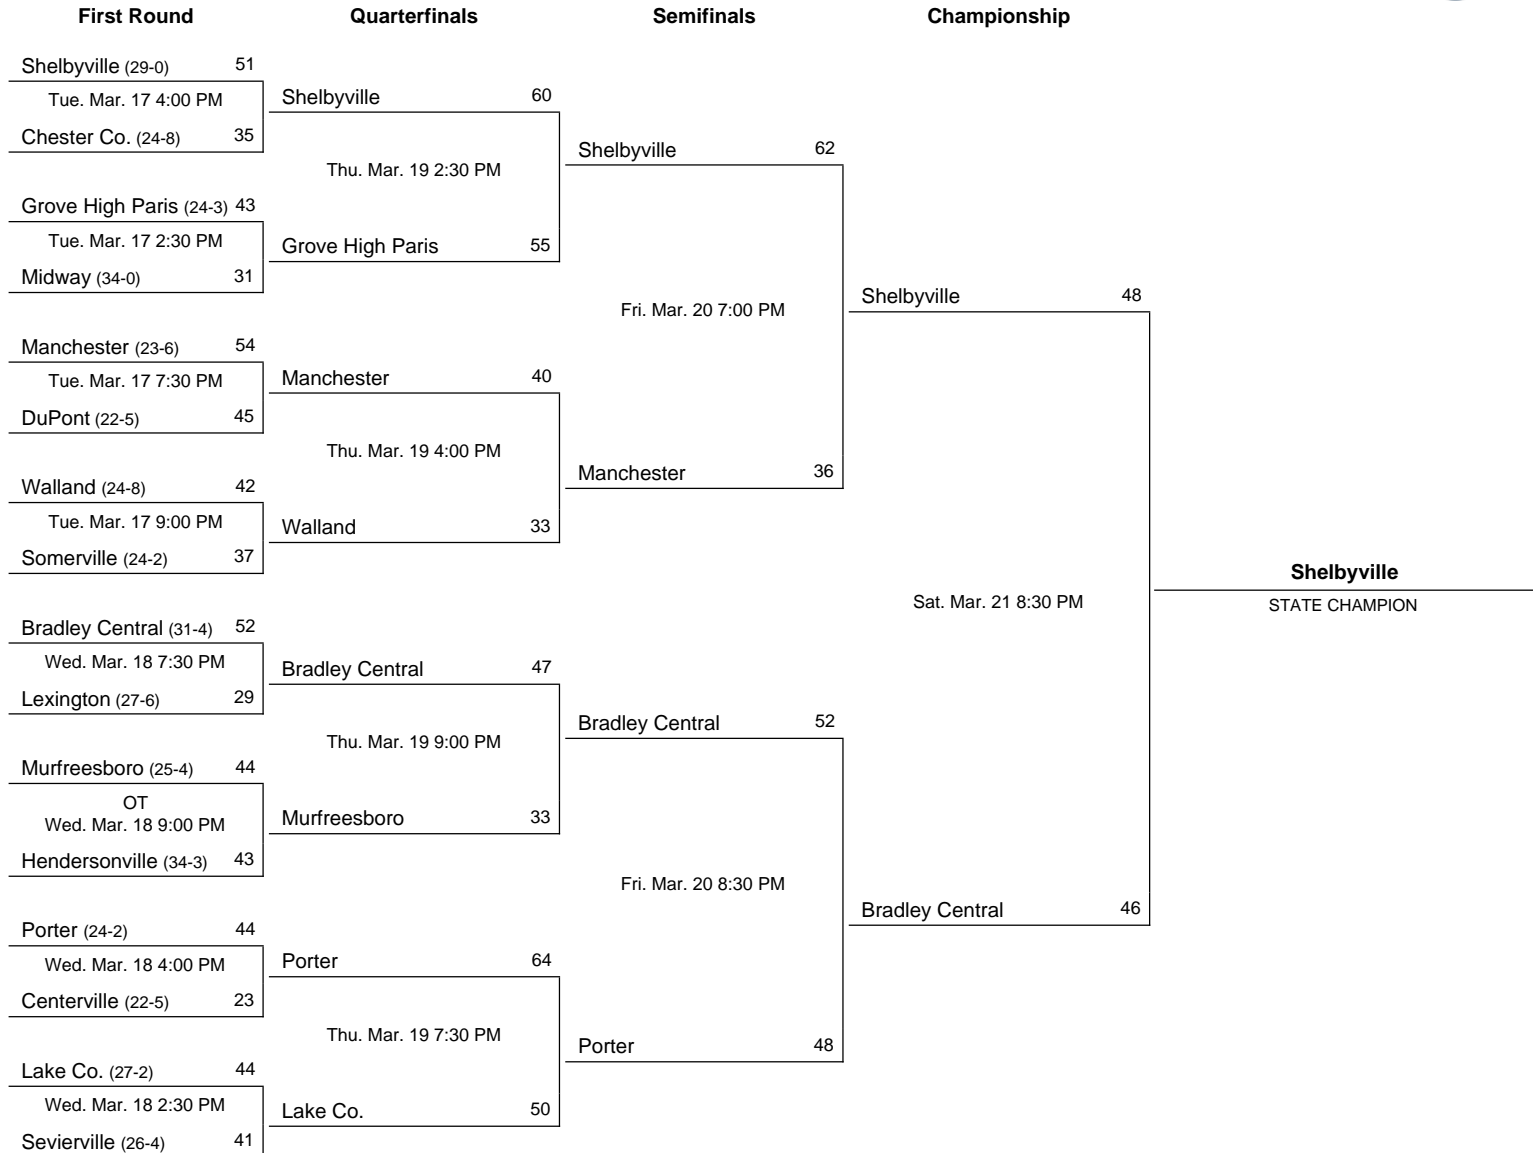 First Round Quarterfinals Semifinals Championship
Shelbyville (29-0) 51
Tue. Mar. 17 4:00 PM
Chester Co. (24-8) 35
Grove High Paris (24-3) 43
Tue. Mar. 17 2:30 PM
Midway (34-0) 31
Manchester (23-6) 54
Tue. Mar. 17 7:30 PM
DuPont (22-5) 45
Walland (24-8) 42
Tue. Mar. 17 9:00 PM
Somerville (24-2) 37
Bradley Central (31-4) 52
Wed. Mar. 18 7:30 PM
Lexington (27-6) 29
Murfreesboro (25-4) 44
OT
Wed. Mar. 18 9:00 PM
Hendersonville (34-3) 43
Porter (24-2) 44
Wed. Mar. 18 4:00 PM
Centerville (22-5) 23
Lake Co. (27-2) 44
Wed. Mar. 18 2:30 PM
Sevierville (26-4) 41
Shelbyville 60
Thu. Mar. 19 2:30 PM
Grove High Paris 55
Manchester 40
Thu. Mar. 19 4:00 PM
Walland 33
Bradley Central 47
Thu. Mar. 19 9:00 PM
Murfreesboro 33
Porter 64
Thu. Mar. 19 7:30 PM
Lake Co. 50
Shelbyville 62
Fri. Mar. 20 7:00 PM
Manchester 36
Bradley Central 52
Fri. Mar. 20 8:30 PM
Porter 48
Shelbyville 48
Sat. Mar. 21 8:30 PM
Bradley Central 46
Shelbyville
STATE CHAMPION